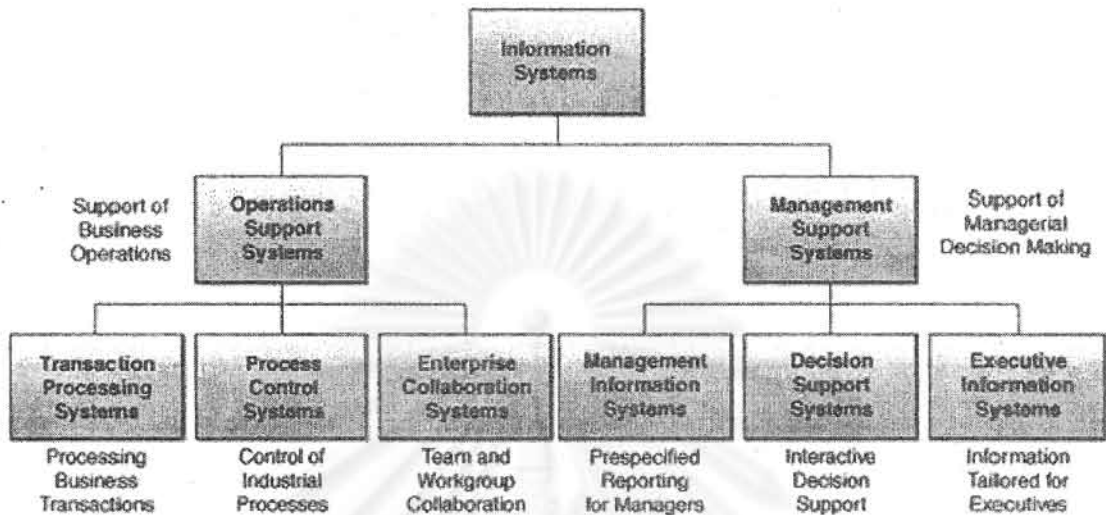 Information
Systems
Support of
Business
Operations
Operations
Support
Systems
Management
Support
Systems
Support of
Managerial
Decision Making
Transaction
Processing
Systems
Process
Control
Systems
Enterprise
Collaboration
Systems
Management
Information
Systems
Decision
Support
Systems
Executive
Information
Systems
Processing
Business
Transactions
Control of
Industrial
Processes
Team and
Workgroup
Collaboration
Prespecified
Reporting
for Managers
Interactive
Decision
Support
Information
Tailored for
Executives